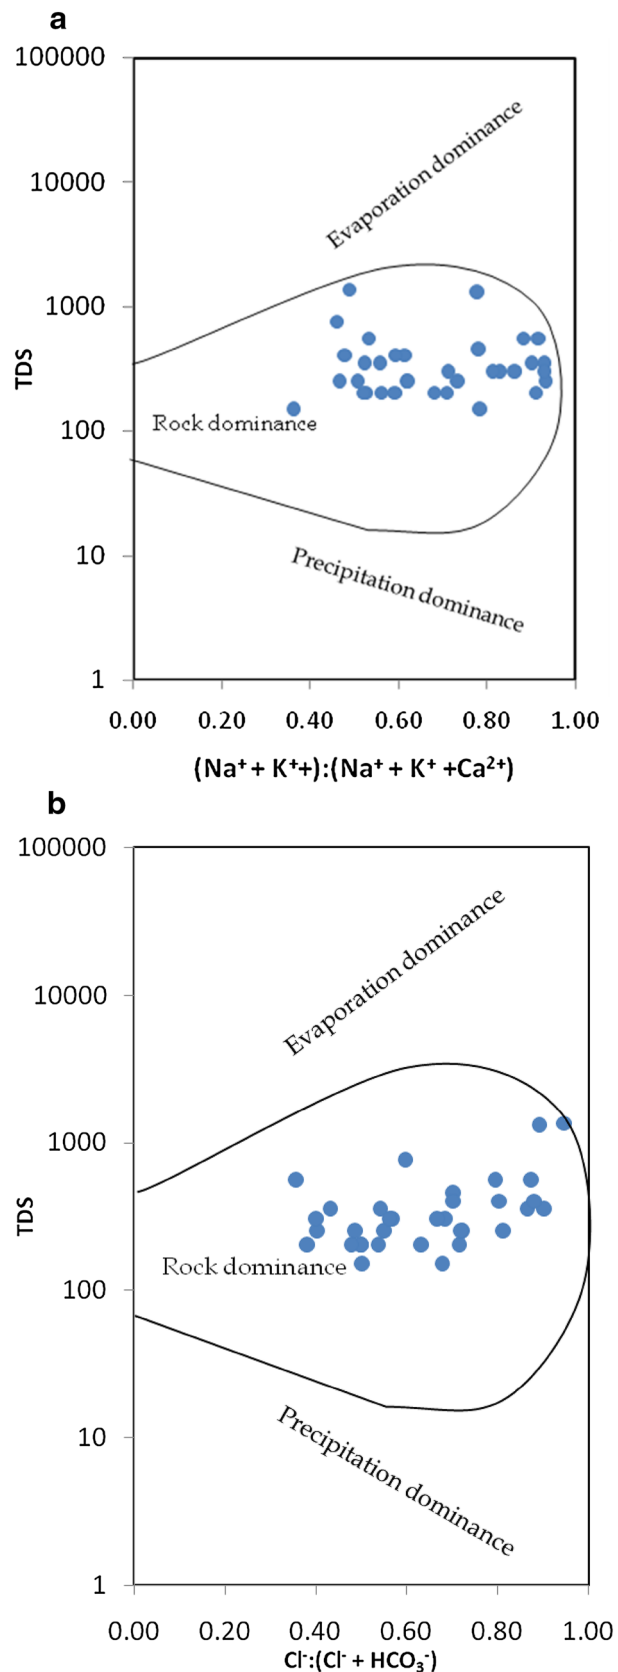 a
100000
10000
1000
100
10
1
TDS
Evaporation dominance
Rock dominance
Precipitation dominance
0.00 0.20 0.40 0.60 0.80 1.00
(Na⁺ + K⁺+):(Na⁺ + K⁺ +Ca²⁺)
b
100000
10000
1000
100
10
1
TDS
Evaporation dominance
Rock dominance
Precipitation dominance
0.00 0.20 0.40 0.60 0.80 1.00
Cl⁻:(Cl⁻ + HCO₃⁻)